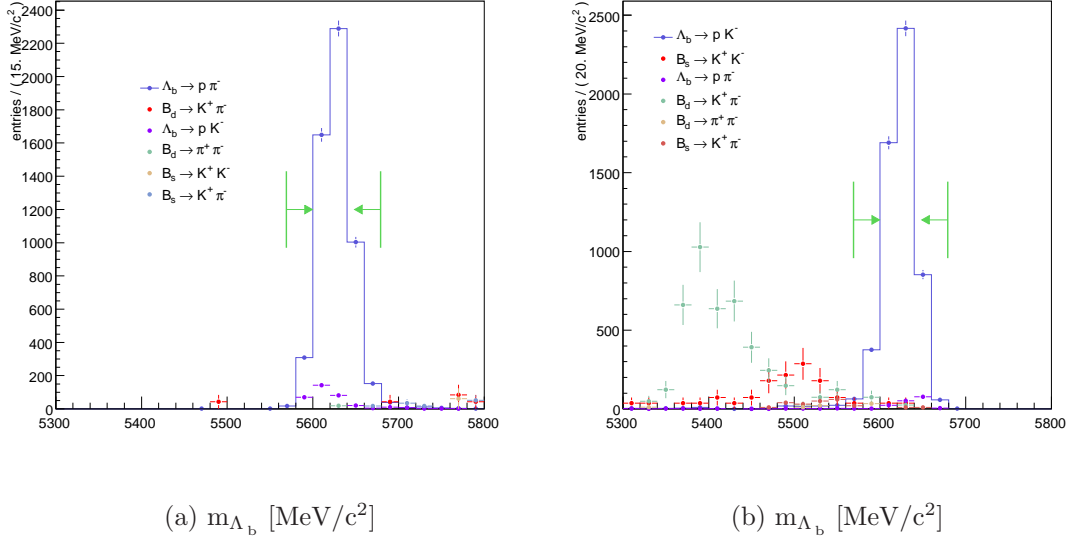 entries / ( 15. MeV/c² )
2400
2200
2000
1800
1600
1400
1200
1000
800
600
400
200
0
Λb → p π⁻
Bd → K⁺ π⁻
Λb → p K⁻
Bd → π⁺ π⁻
Bs → K⁺ K⁻
Bs → K⁺ π⁻
5300 5400 5500 5600 5700 5800
(a) mΛb [MeV/c²]
entries / ( 20. MeV/c² )
2500
2000
1500
1000
500
0
Λb → p K⁻
Bs → K⁺ K⁻
Λb → p π⁻
Bd → K⁺ π⁻
Bd → π⁺ π⁻
Bs → K⁺ π⁻
5300 5400 5500 5600 5700 5800
(b) mΛb [MeV/c²]